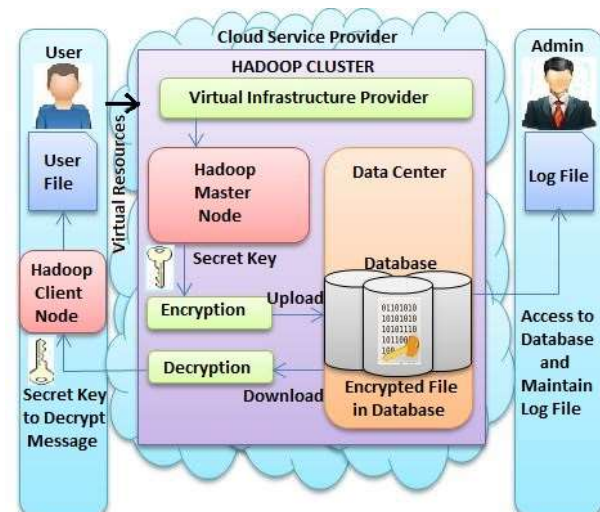 User
User
File
Hadoop
Client
Node
Secret Key
to Decrypt
Message
Virtual Resources
Cloud Service Provider
HADOOP CLUSTER
Virtual Infrastructure Provider
Hadoop
Master
Node
Secret Key
Encryption
Upload
Decryption
Download
Data Center
Database
01101010
10101010
10101110
Encrypted File
in Database
Admin
Log File
Access to
Database
and
Maintain
Log File